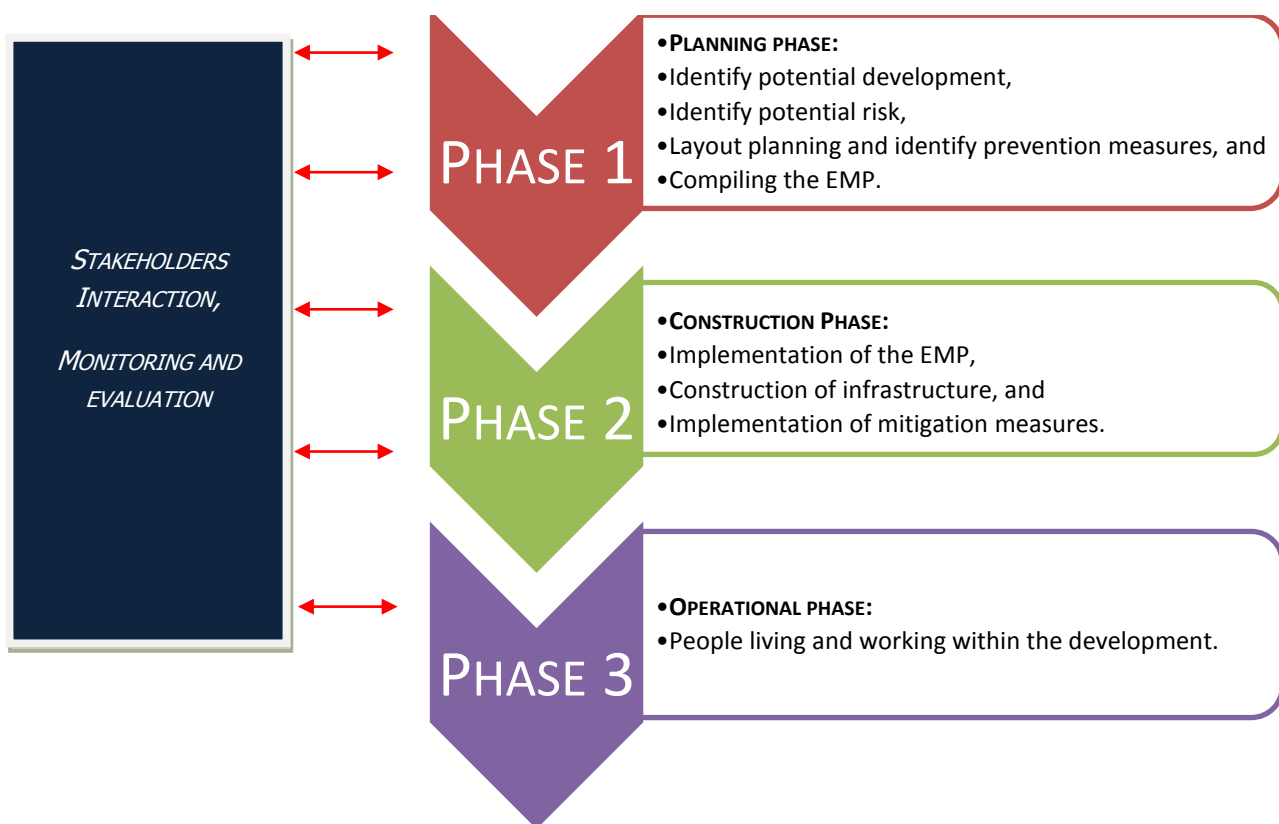 STAKEHOLDERS
INTERACTION,
MONITORING AND
EVALUATION
PHASE 1
•PLANNING PHASE:
•Identify potential development,
•Identify potential risk,
•Layout planning and identify prevention measures, and
•Compiling the EMP.
PHASE 2
•CONSTRUCTION PHASE:
•Implementation of the EMP,
•Construction of infrastructure, and
•Implementation of mitigation measures.
PHASE 3
•OPERATIONAL PHASE:
•People living and working within the development.